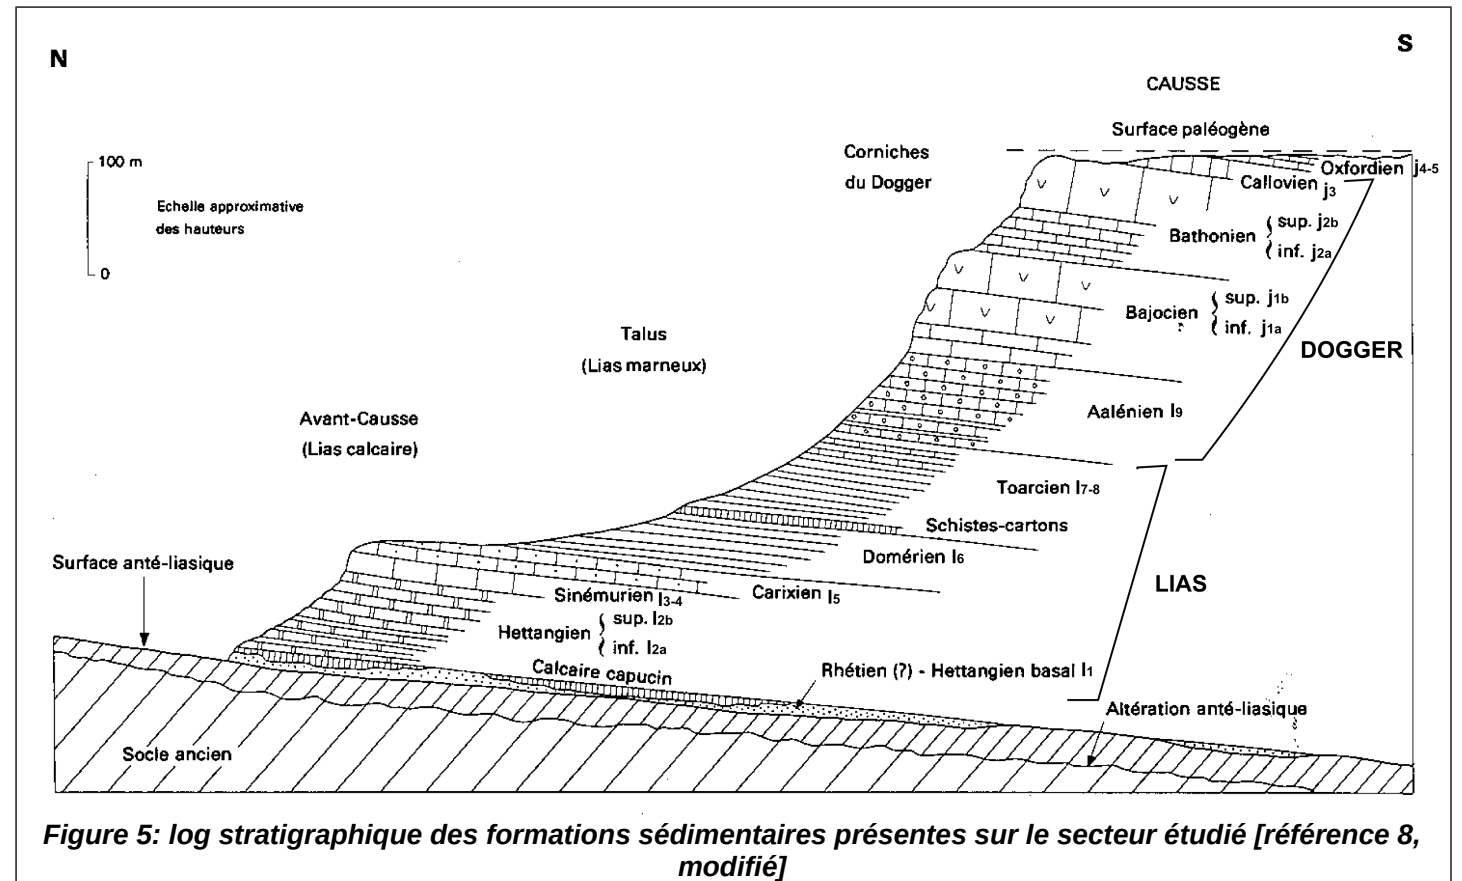 N
S
CAUSSE
Surface paléogène
Corniches
du Dogger
100 m
Echelle approximative
des hauteurs
0
Oxfordien j4-5
Callovien j3
Bathonien { sup. j2b
{ inf. j2a
Bajocien { sup. j1b
{ inf. j1a
DOGGER
Talus
(Lias marneux)
Aalénien l9
Avant-Causse
(Lias calcaire)
Toarcien l7-8
Schistes-cartons
Domérien l6
Surface anté-liasique
LIAS
Carixien l5
Sinémurien l3-4
Hettangien { sup. l2b
{ inf. l2a
Calcaire capucin
Rhétien (?) - Hettangien basal l1
Altération anté-liasique
Socle ancien
Figure 5: log stratigraphique des formations sédimentaires présentes sur le secteur étudié [référence 8,
modifié]